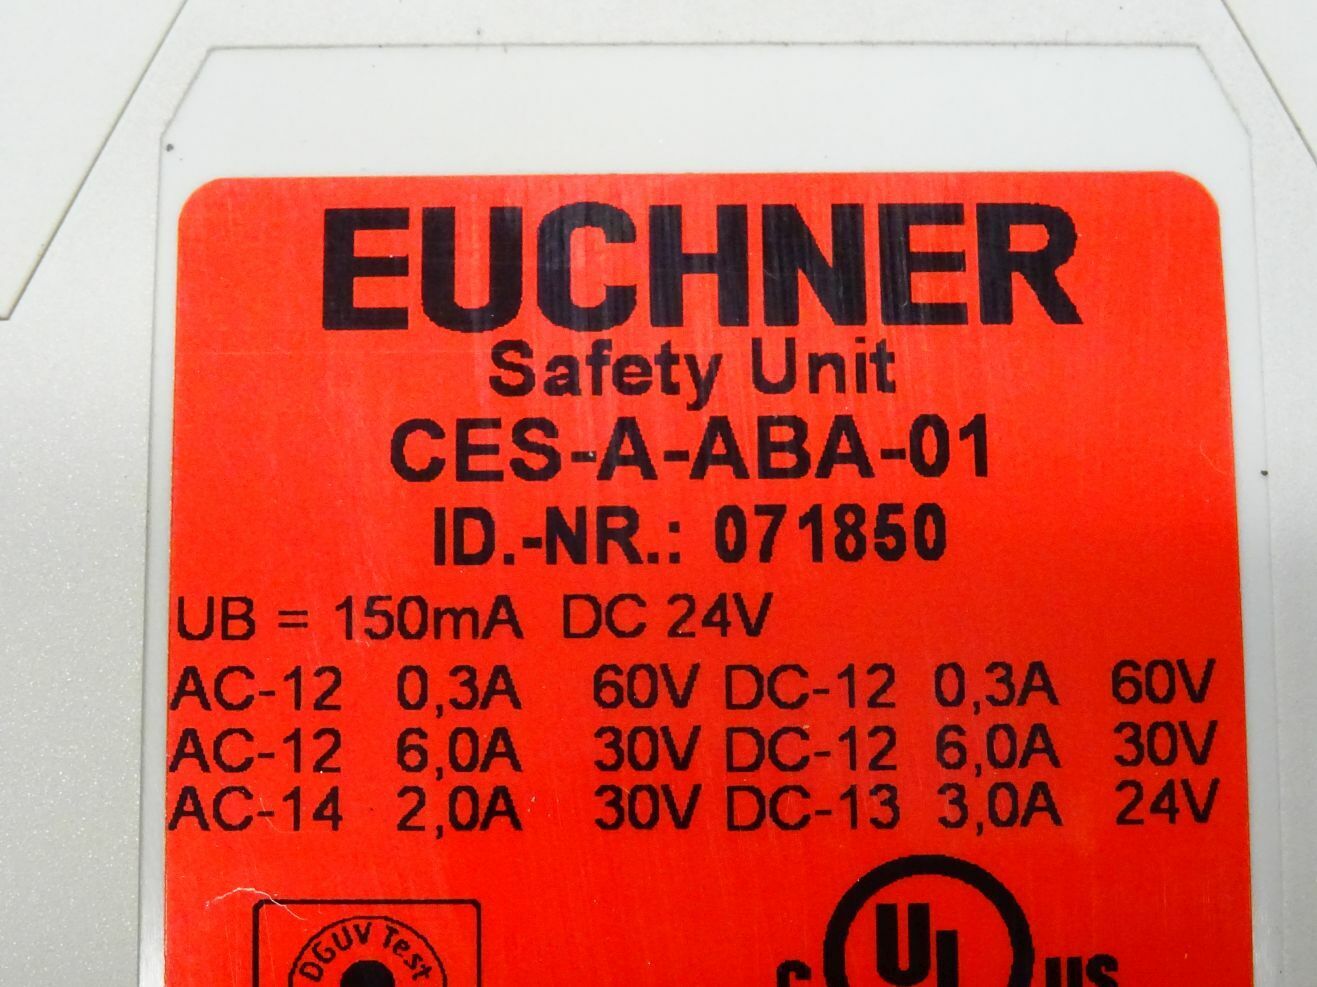 EUCHNER
Safety Unit
CES-A-ABA-01
ID.-NR.: 071850
UB = 150mA DC 24V
AC-12 0,3A 60V DC-12 0,3A 60V
AC-12 6,0A 30V DC-12 6,0A 30V
AC-14 2,0A 30V DC-13 3,0A 24V
DGUV Test
C UL US